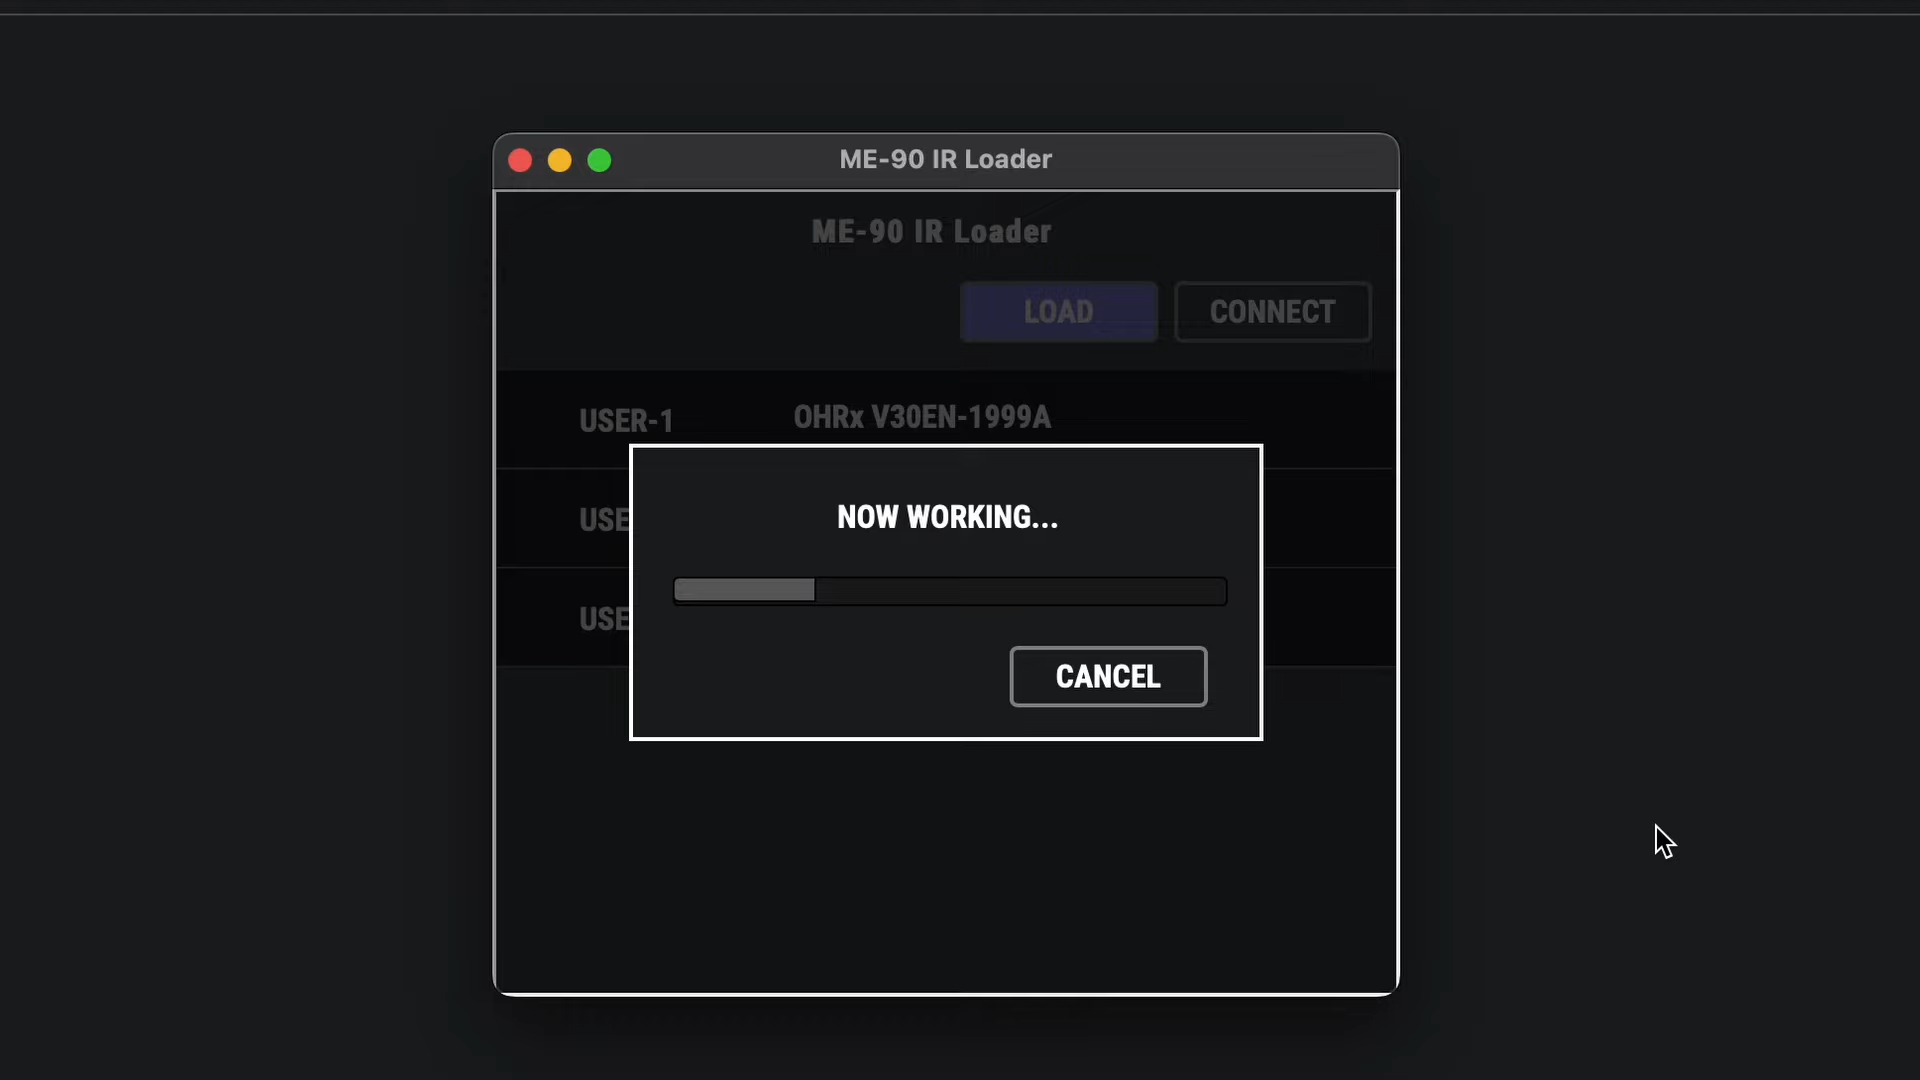 ME-90 IR Loader
ME-90 IR Loader
LOAD
CONNECT
USER-1
OHRx V30EN-1999A
USE
USE
NOW WORKING...
CANCEL